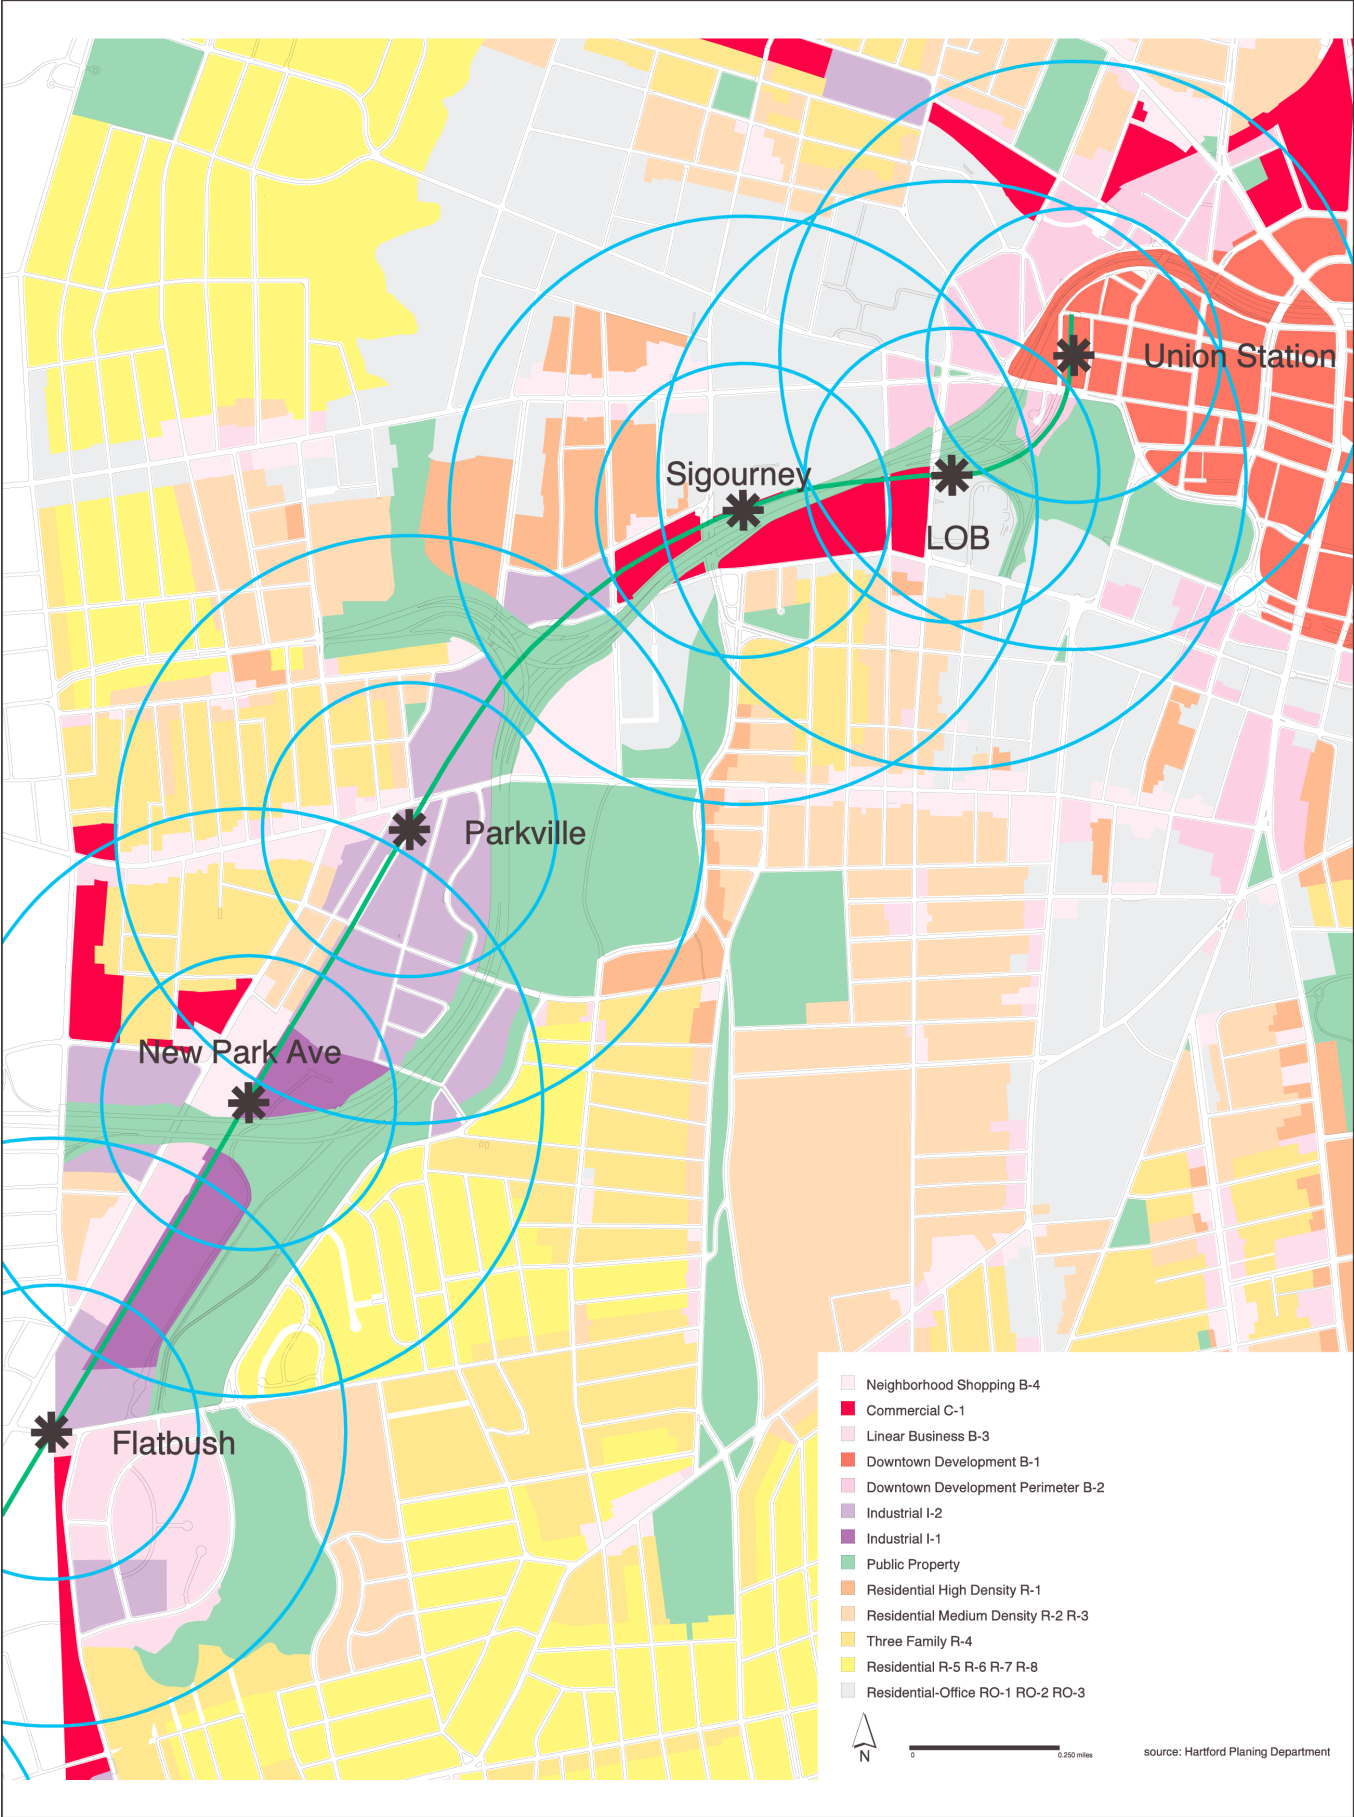 Union Station
Sigourney
LOB
Parkville
New Park Ave
Flatbush
Neighborhood Shopping B-4
Commercial C-1
Linear Business B-3
Downtown Development B-1
Downtown Development Perimeter B-2
Industrial I-2
Industrial I-1
Public Property
Residential High Density R-1
Residential Medium Density R-2 R-3
Three Family R-4
Residential R-5 R-6 R-7 R-8
Residential-Office RO-1 RO-2 RO-3
N
0
0.250 miles
source: Hartford Planing Department